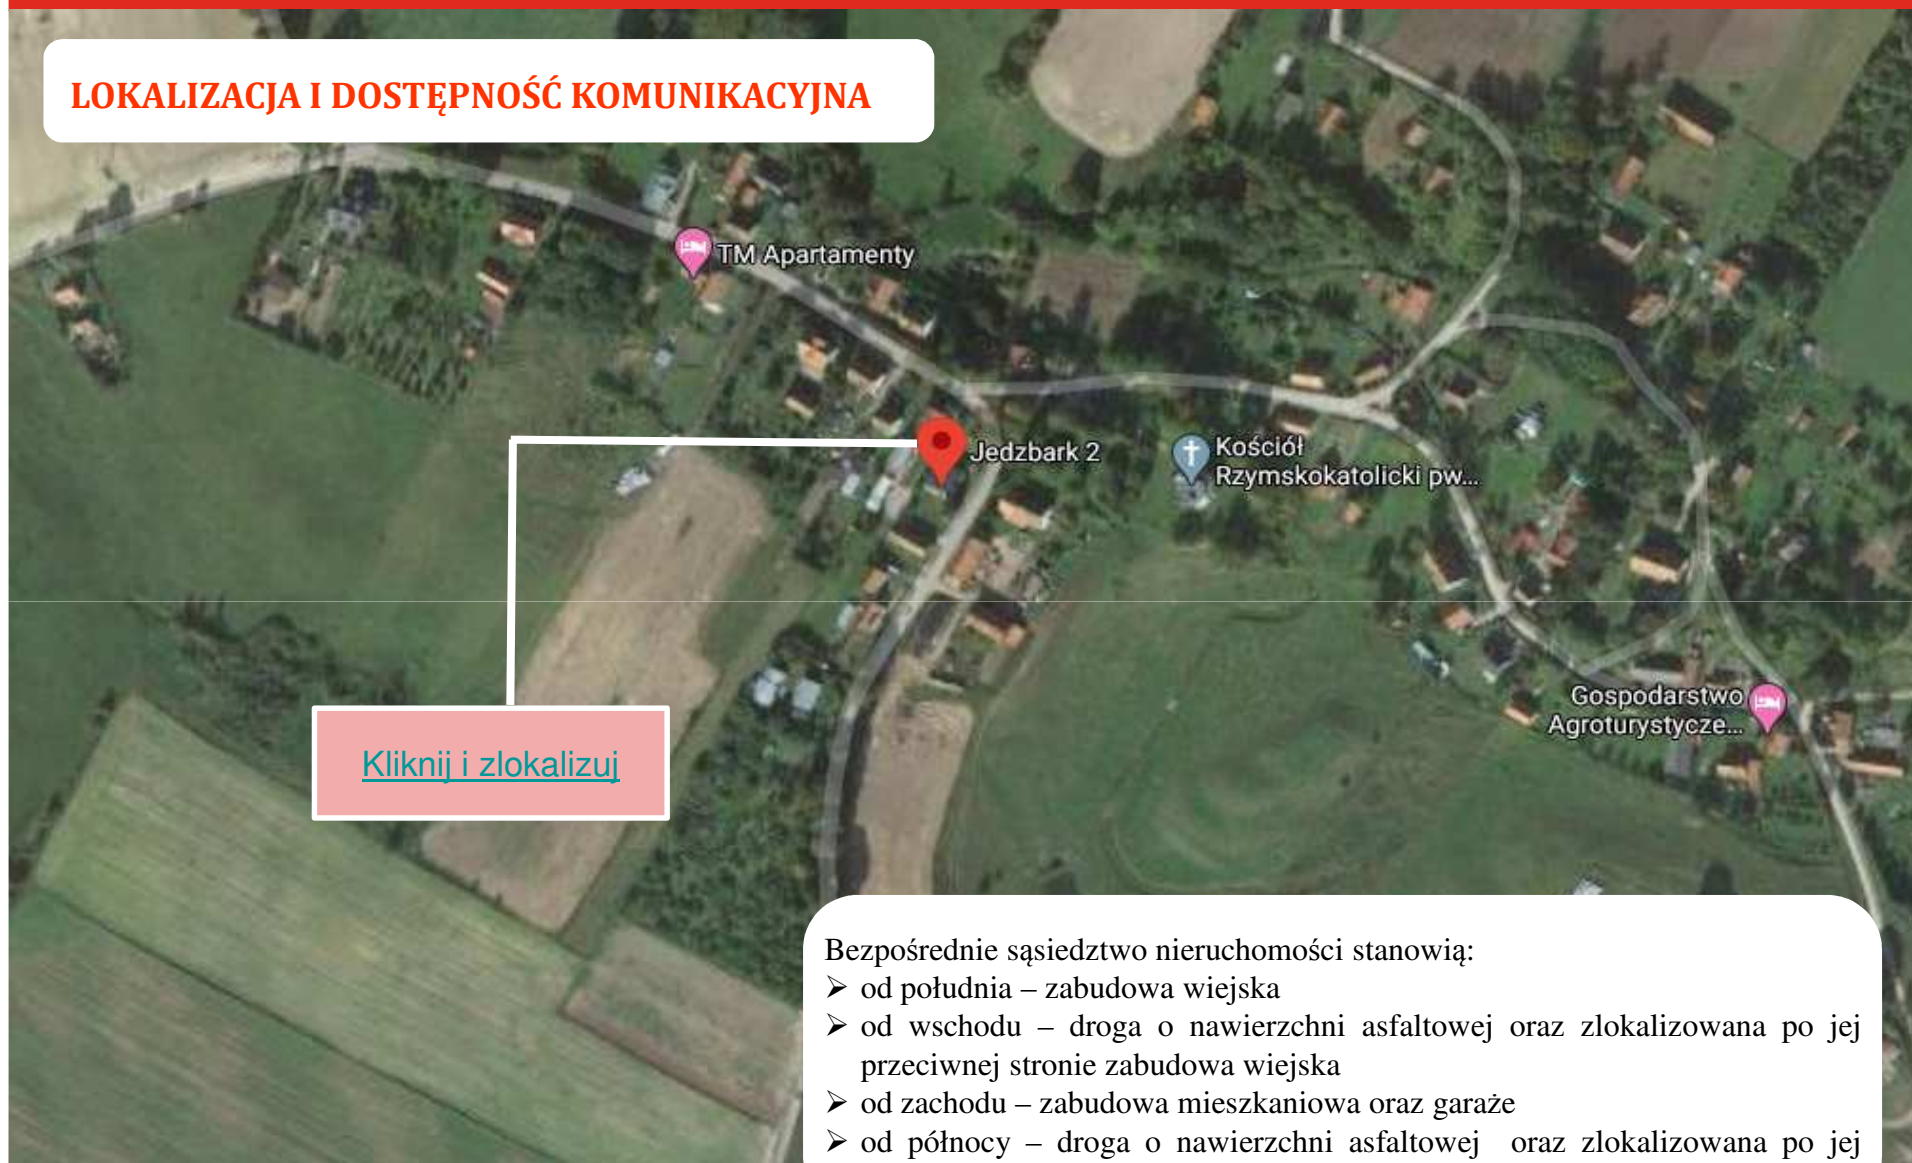 LOKALIZACJA I DOSTĘPNOŚĆ KOMUNIKACYJNA
TM Apartamenty
Jedzbark 2
Kościół
Rzymskokatolicki pw...
Gospodarstwo
Agroturystycze...
Kliknij i zlokalizuj
Bezpośrednie sąsiedztwo nieruchomości stanowią:
➢ od południa – zabudowa wiejska
➢ od wschodu – droga o nawierzchni asfaltowej oraz zlokalizowana po jej
przeciwnej stronie zabudowa wiejska
➢ od zachodu – zabudowa mieszkaniowa oraz garaże
➢ od północy – droga o nawierzchni asfaltowej oraz zlokalizowana po jej